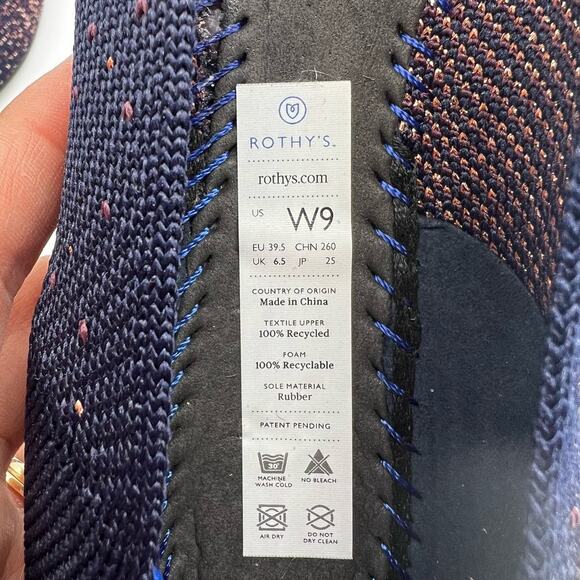 ROTHY'S™
rothys.com
US W9
EU 39.5 CHN 260
UK 6.5 JP 25
COUNTRY OF ORIGIN
Made in China
TEXTILE UPPER
100% Recycled
FOAM
100% Recyclable
SOLE MATERIAL
Rubber
PATENT PENDING
30°
MACHINE WASH COLD
NO BLEACH
AIR DRY
DO NOT DRY CLEAN